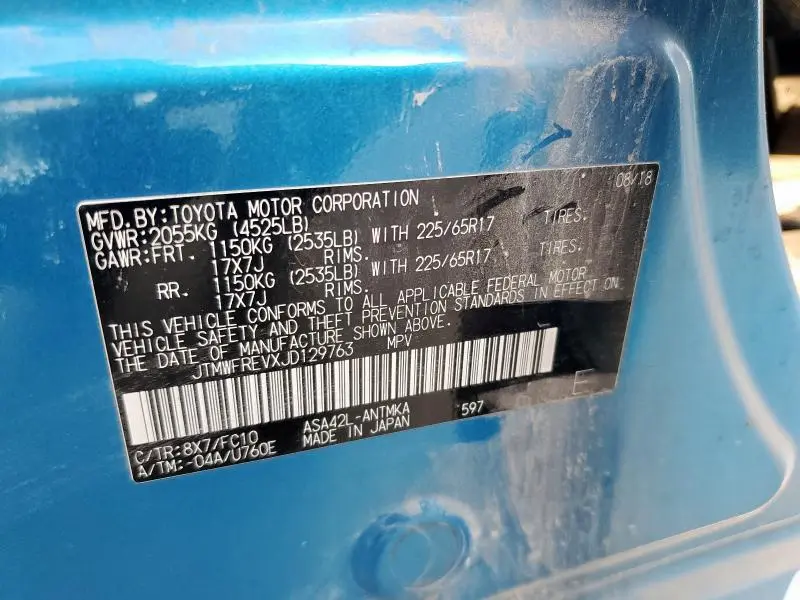 MFD.BY:TOYOTA MOTOR CORPORATION 08/18
GVWR:2055KG (4525LB)
GAWR:FRT. 1150KG (2535LB) WITH 225/65R17 TIRES,
17X7J RIMS.
RR. 1150KG (2535LB) WITH 225/65R17 TIRES,
17X7J RIMS.
THIS VEHICLE CONFORMS TO ALL APPLICABLE FEDERAL MOTOR
VEHICLE SAFETY AND THEFT PREVENTION STANDARDS IN EFFECT ON
THE DATE OF MANUFACTURE SHOWN ABOVE.
JTMWFREVXJD129763 MPV
C/TR:8X7/FC10 ASA42L-ANTMKA 597
A/TM:-04A/U760E MADE IN JAPAN
E